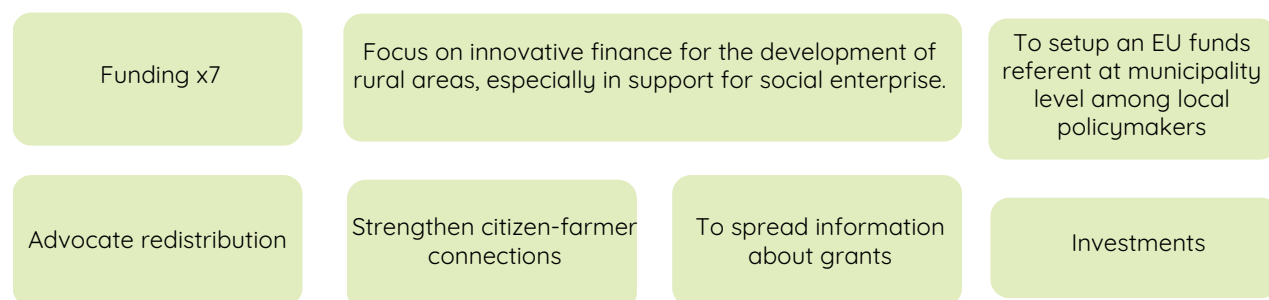 Funding x7
Focus on innovative finance for the development of
rural areas, especially in support for social enterprise.
To setup an EU funds
referent at municipality
level among local
policymakers
Advocate redistribution
Strengthen citizen-farmer
connections
To spread information
about grants
Investments